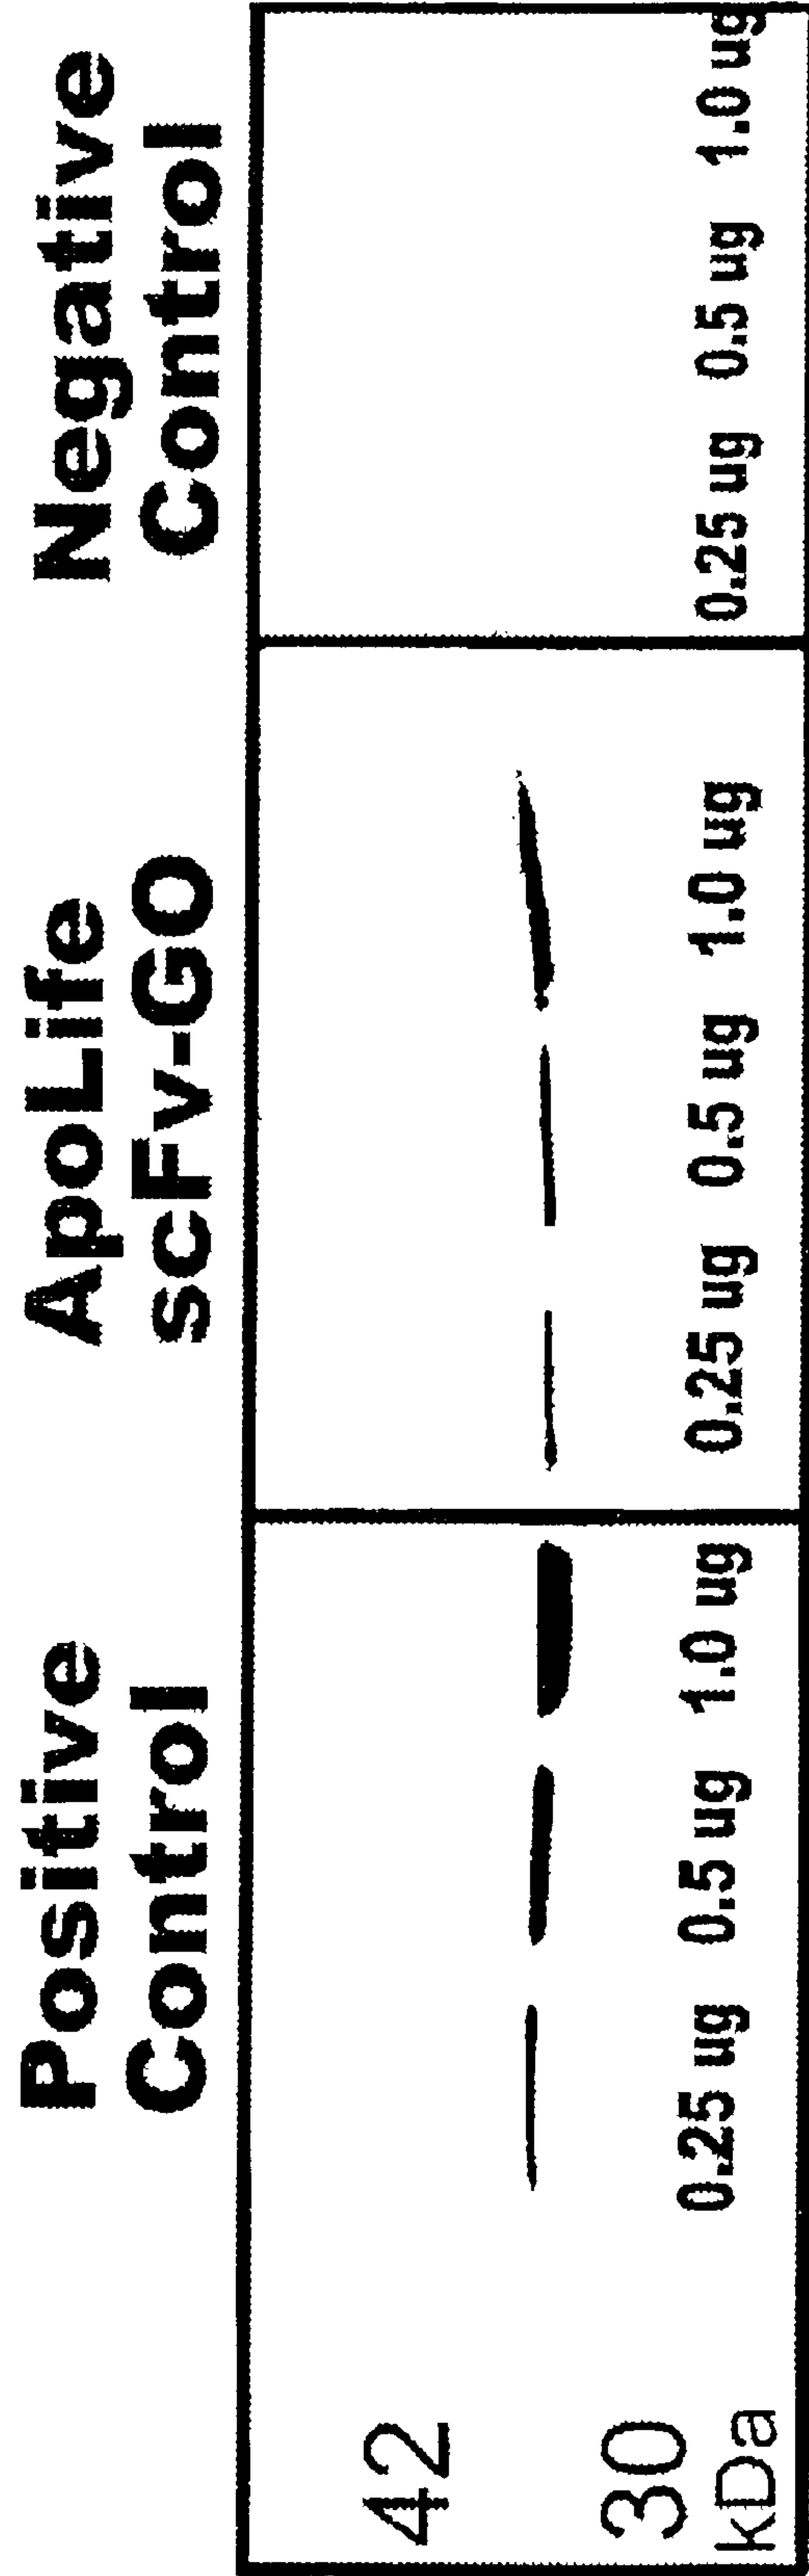 Positive Control
ApoLife scFv-GO
Negative Control
42
30
kDa
0.25 ug 0.5 ug 1.0 ug
0.25 ug 0.5 ug 1.0 ug
0.25 ug 0.5 ug 1.0 ug